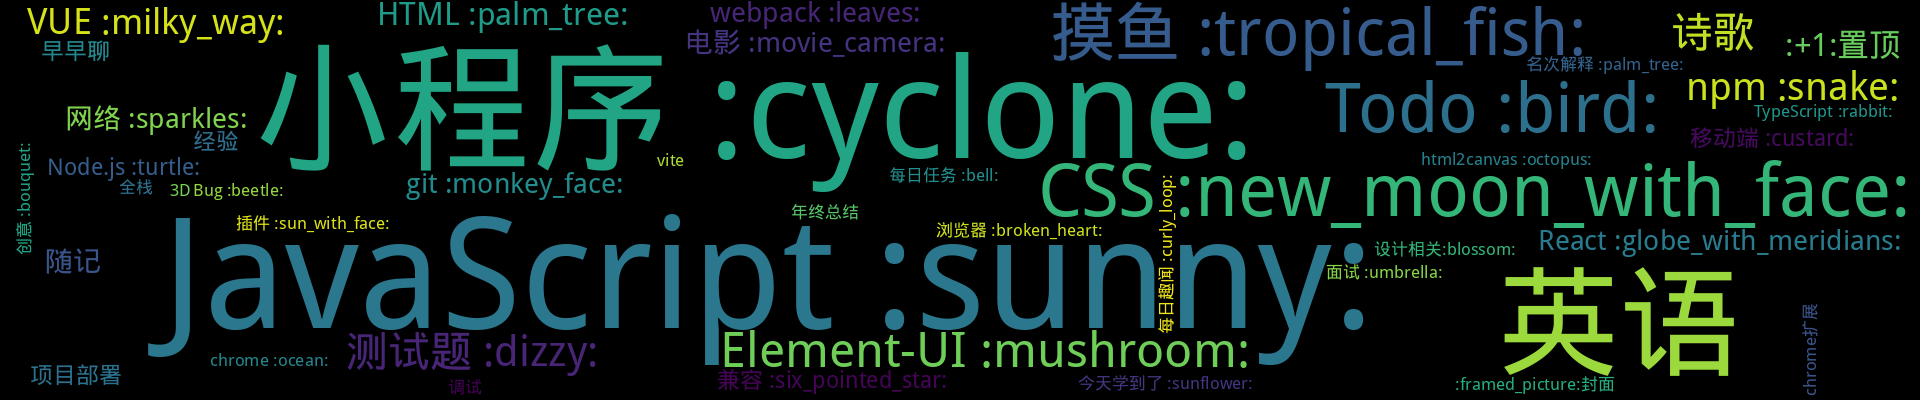 VUE :milky_way:
HTML :palm_tree:
webpack :leaves:
摸鱼 :tropical_fish:
诗歌
:+1:置顶
早早聊
电影 :movie_camera:
名次解释 :palm_tree:
小程序 :cyclone:
Todo :bird:
npm :snake:
TypeScript :rabbit:
网络 :sparkles:
经验
移动端 :custard:
创意 :bouquet:
Node.js :turtle:
全栈
3D Bug :beetle:
git :monkey_face:
vite
每日任务 :bell:
html2canvas :octopus:
CSS :new_moon_with_face:
插件 :sun_with_face:
年终总结
浏览器 :broken_heart:
每日趣闻 :curly_loop:
设计相关:blossom:
React :globe_with_meridians:
随记
JavaScript :sunny:
面试 :umbrella:
英语
chrome扩展
项目部署
chrome :ocean:
测试题 :dizzy:
Element-UI :mushroom:
调试
兼容 :six_pointed_star:
今天学到了 :sunflower:
:framed_picture:封面